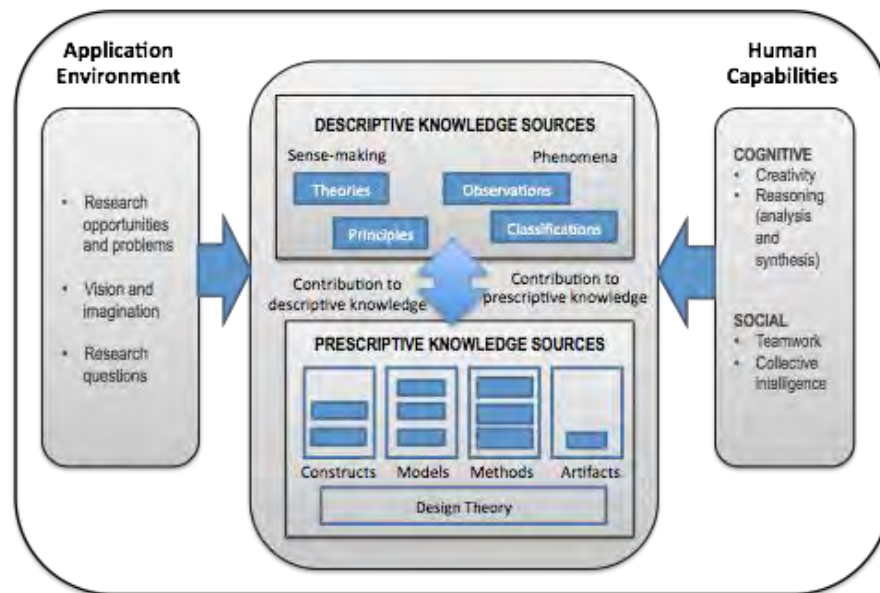 Application
Environment
• Research
opportunities
and problems
• Vision and
imagination
• Research
questions
DESCRIPTIVE KNOWLEDGE SOURCES
Sense-making
Phenomena
Theories
Observations
Principles
Classifications
Contribution to
descriptive knowledge
Contribution to
prescriptive knowledge
PRESCRIPTIVE KNOWLEDGE SOURCES
Constructs
Models
Methods
Artifacts
Design Theory
Human
Capabilities
COGNITIVE
• Creativity
• Reasoning
(analysis
and
synthesis)
SOCIAL
• Teamwork
• Collective
intelligence